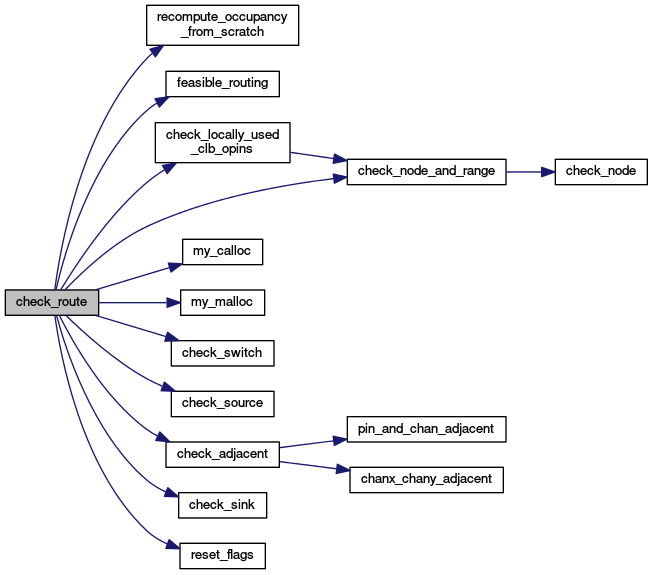 recompute_occupancy
_from_scratch
feasible_routing
check_locally_used
_clb_opins
check_node_and_range
check_node
my_calloc
check_route
my_malloc
check_switch
check_source
pin_and_chan_adjacent
check_adjacent
chanx_chany_adjacent
check_sink
reset_flags